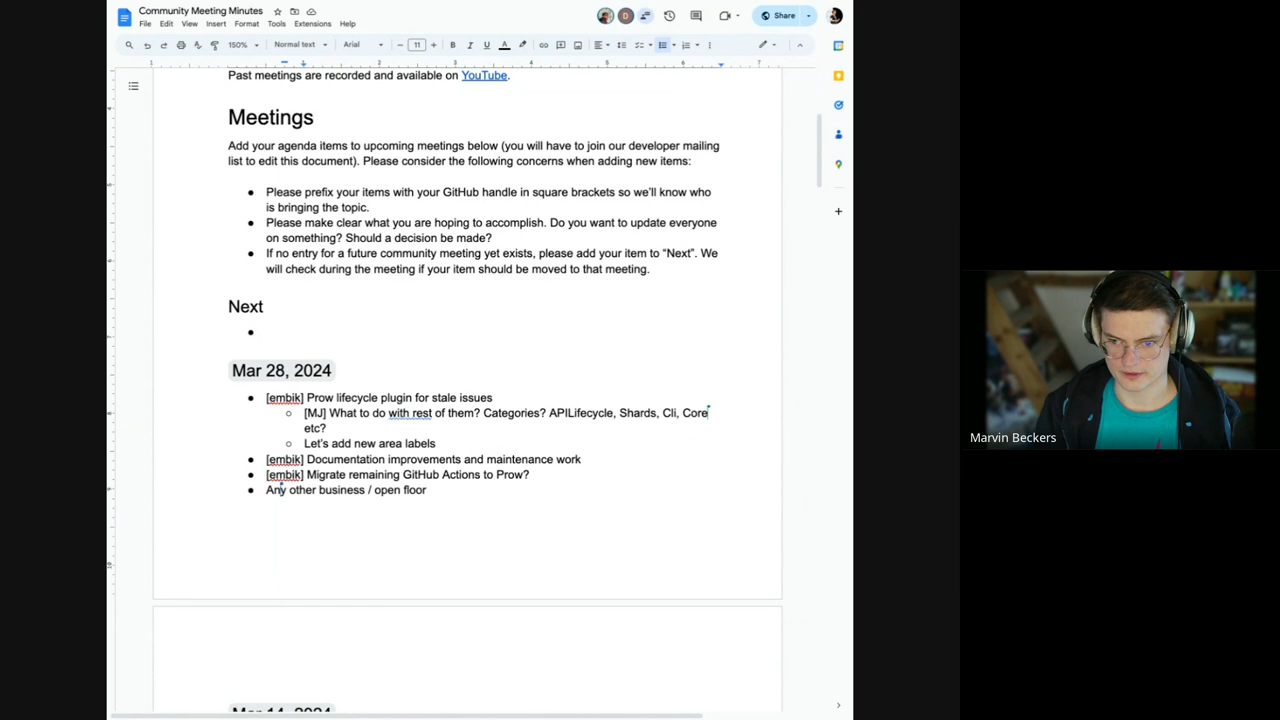 Community Meeting Minutes
File Edit View Insert Format Tools Extensions Help
Share
150% Normal text Arial 11
1 1 5 6 7
Past meetings are recorded and available on YouTube.
Meetings
Add your agenda items to upcoming meetings below (you will have to join our developer mailing
list to edit this document). Please consider the following concerns when adding new items:
● Please prefix your items with your GitHub handle in square brackets so we'll know who
is bringing the topic.
● Please make clear what you are hoping to accomplish. Do you want to update everyone
on something? Should a decision be made?
● If no entry for a future community meeting yet exists, please add your item to “Next”. We
will check during the meeting if your item should be moved to that meeting.
Next
●
Mar 28, 2024
● [embik] Prow lifecycle plugin for stale issues
○ [MJ] What to do with rest of them? Categories? APILifecycle, Shards, Cli, Core
etc?
○ Let's add new area labels
● [embik] Documentation improvements and maintenance work
● [embik] Migrate remaining GitHub Actions to Prow?
● Any other business / open floor
Mar 14, 2024
Marvin Beckers